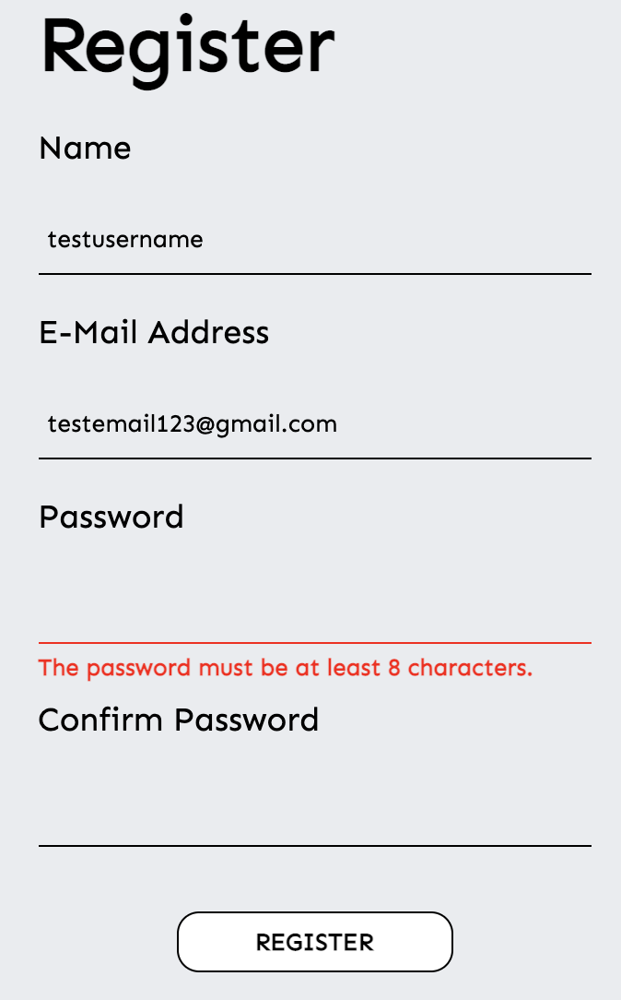 Register
Name
testusername
E-Mail Address
testemail123@gmail.com
Password
The password must be at least 8 characters.
Confirm Password
REGISTER